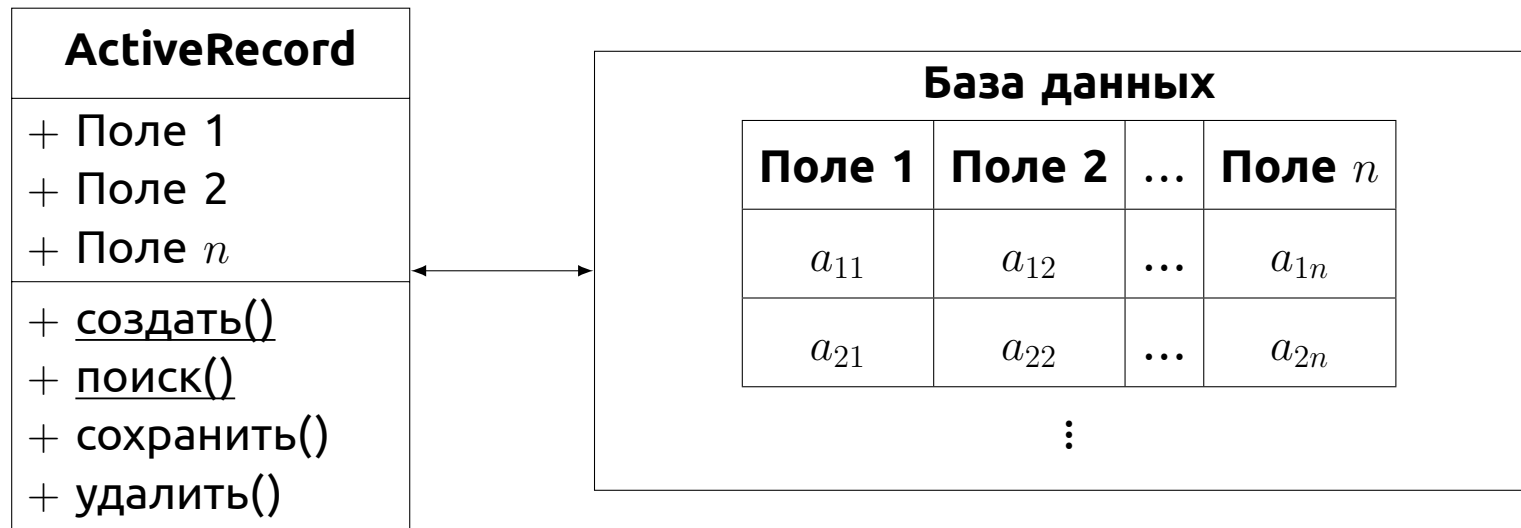 ActiveRecord
+ Поле 1
+ Поле 2
+ Поле n
+ создать()
+ поиск()
+ сохранить()
+ удалить()
База данных
Поле 1 Поле 2 ... Поле n
a₁₁ a₁₂ ... a₁ₙ
a₂₁ a₂₂ ... a₂ₙ
⋮